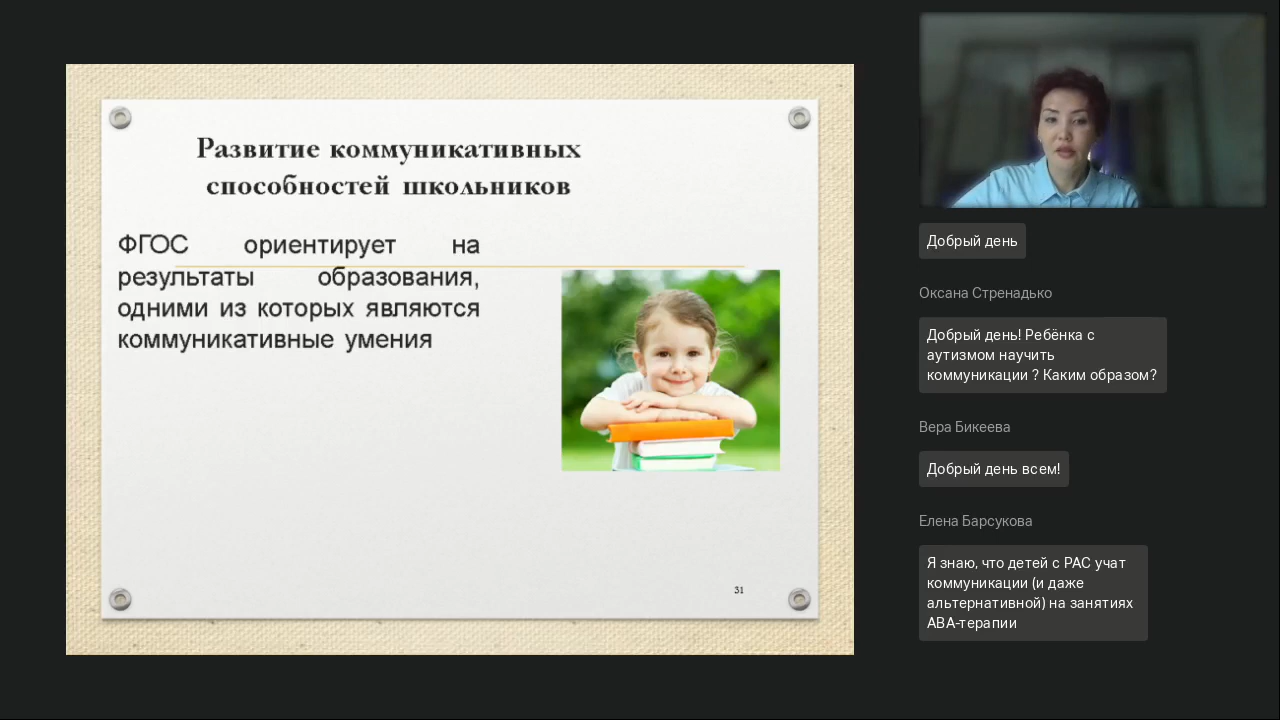 Развитие коммуникативных
способностей школьников
ФГОС ориентирует на
результаты образования,
одними из которых являются
коммуникативные умения
31
Добрый день
Оксана Стренадько
Добрый день! Ребёнка с
аутизмом научить
коммуникации ? Каким образом?
Вера Бикеева
Добрый день всем!
Елена Барсукова
Я знаю, что детей с РАС учат
коммуникации (и даже
альтернативной) на занятиях
АВА-терапии